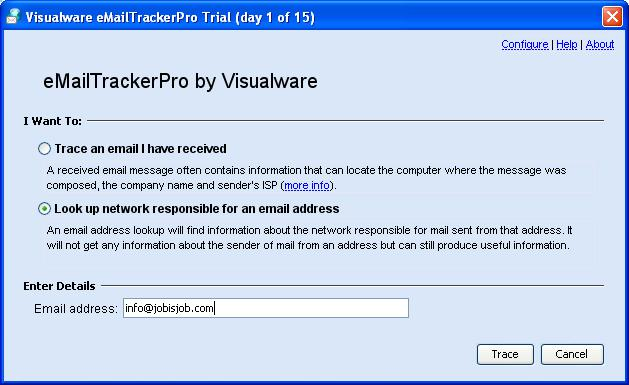 Visualware eMailTrackerPro Trial (day 1 of 15)
Configure | Help | About
eMailTrackerPro by Visualware
I Want To:
Trace an email I have received
A received email message often contains information that can locate the computer where the message was
composed, the company name and sender's ISP (more info).
Look up network responsible for an email address
An email address lookup will find information about the network responsible for mail sent from that address. It
will not get any information about the sender of mail from an address but can still produce useful information.
Enter Details
Email address: info@jobisjob.com
Trace Cancel